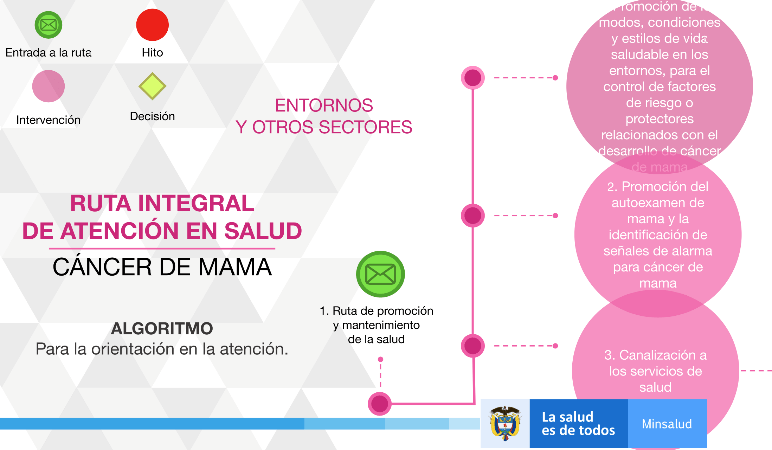 Entrada a la ruta
Hito
Intervención
Decisión
ENTORNOS
Y OTROS SECTORES
RUTA INTEGRAL
DE ATENCIÓN EN SALUD
CÁNCER DE MAMA
ALGORITMO
Para la orientación en la atención.
1. Ruta de promoción
y mantenimiento
de la salud
modos, condiciones
y estilos de vida
saludable en los
entornos, para el
control de factores
de riesgo o
protectores
relacionados con el
desarrollo de cáncer
de mama
2. Promoción del
autoexamen de
mama y la
identificación de
señales de alarma
para cáncer de
mama
3. Canalización a
los servicios de
salud
La salud
es de todos
Minsalud